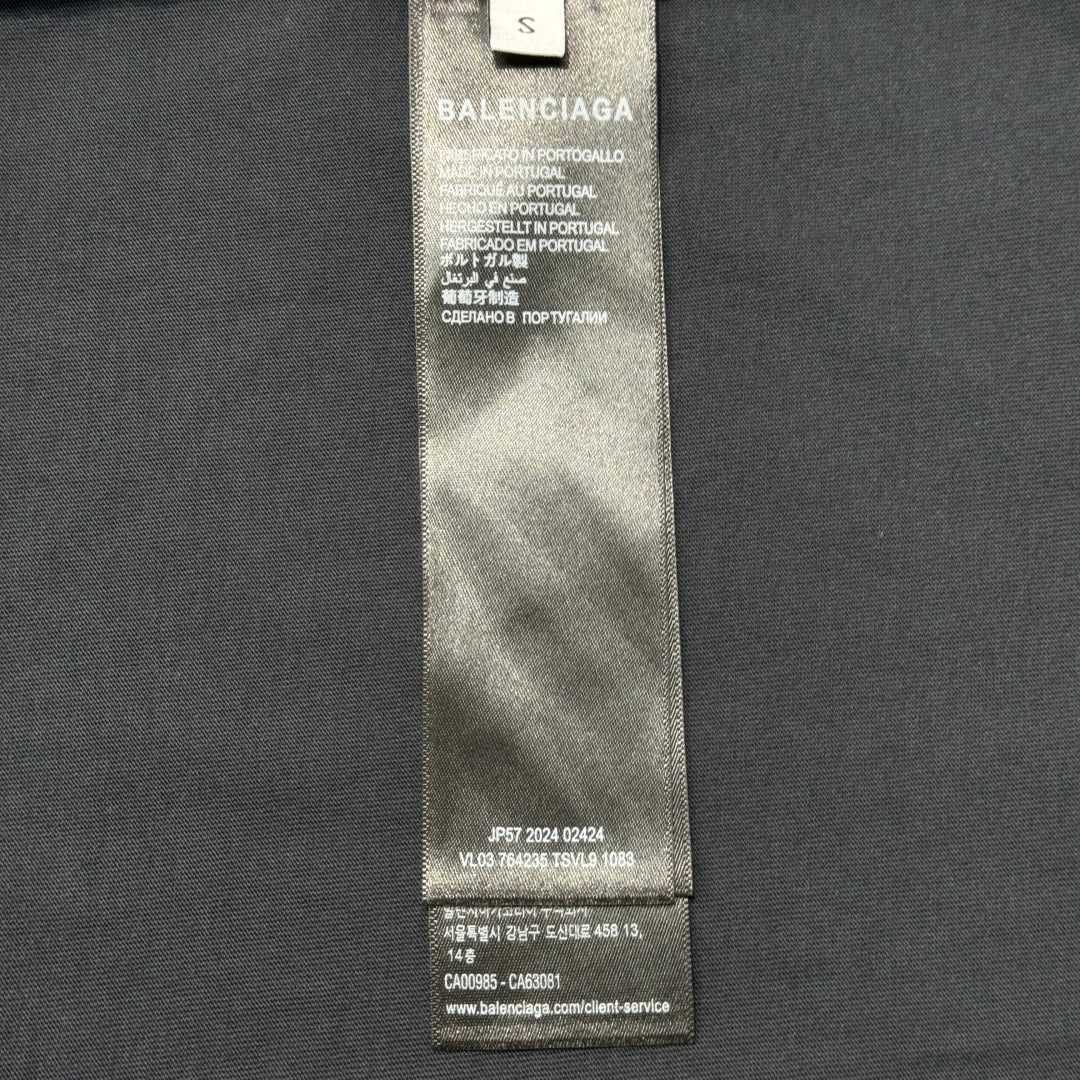 S
BALENCIAGA
IN PORTOGALLO
MADE IN PORTUGAL
FABRIQUÉ AU PORTUGAL
HECHO EN PORTUGAL
HERGESTELLT IN PORTUGAL
FABRICADO EM PORTUGAL
ポルトガル製
صنع في البرتغال
葡萄牙制造
СДЕЛАНО В ПОРТУГАЛИИ
JP57 2024 02424
VL03 764235 TSVL9 1083
서울특별시 강남구 도산대로 458 13,
14층
CA00985 - CA63081
www.balenciaga.com/client-service